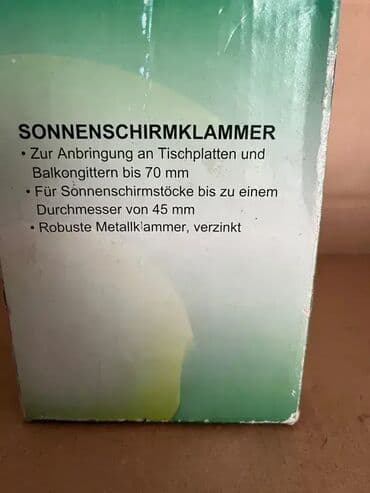 SONNENSCHIRMKLAMMER
• Zur Anbringung an Tischplatten und
Balkongittern bis 70 mm
• Für Sonnenschirmstöcke bis zu einem
Durchmesser von 45 mm
• Robuste Metallklammer, verzinkt